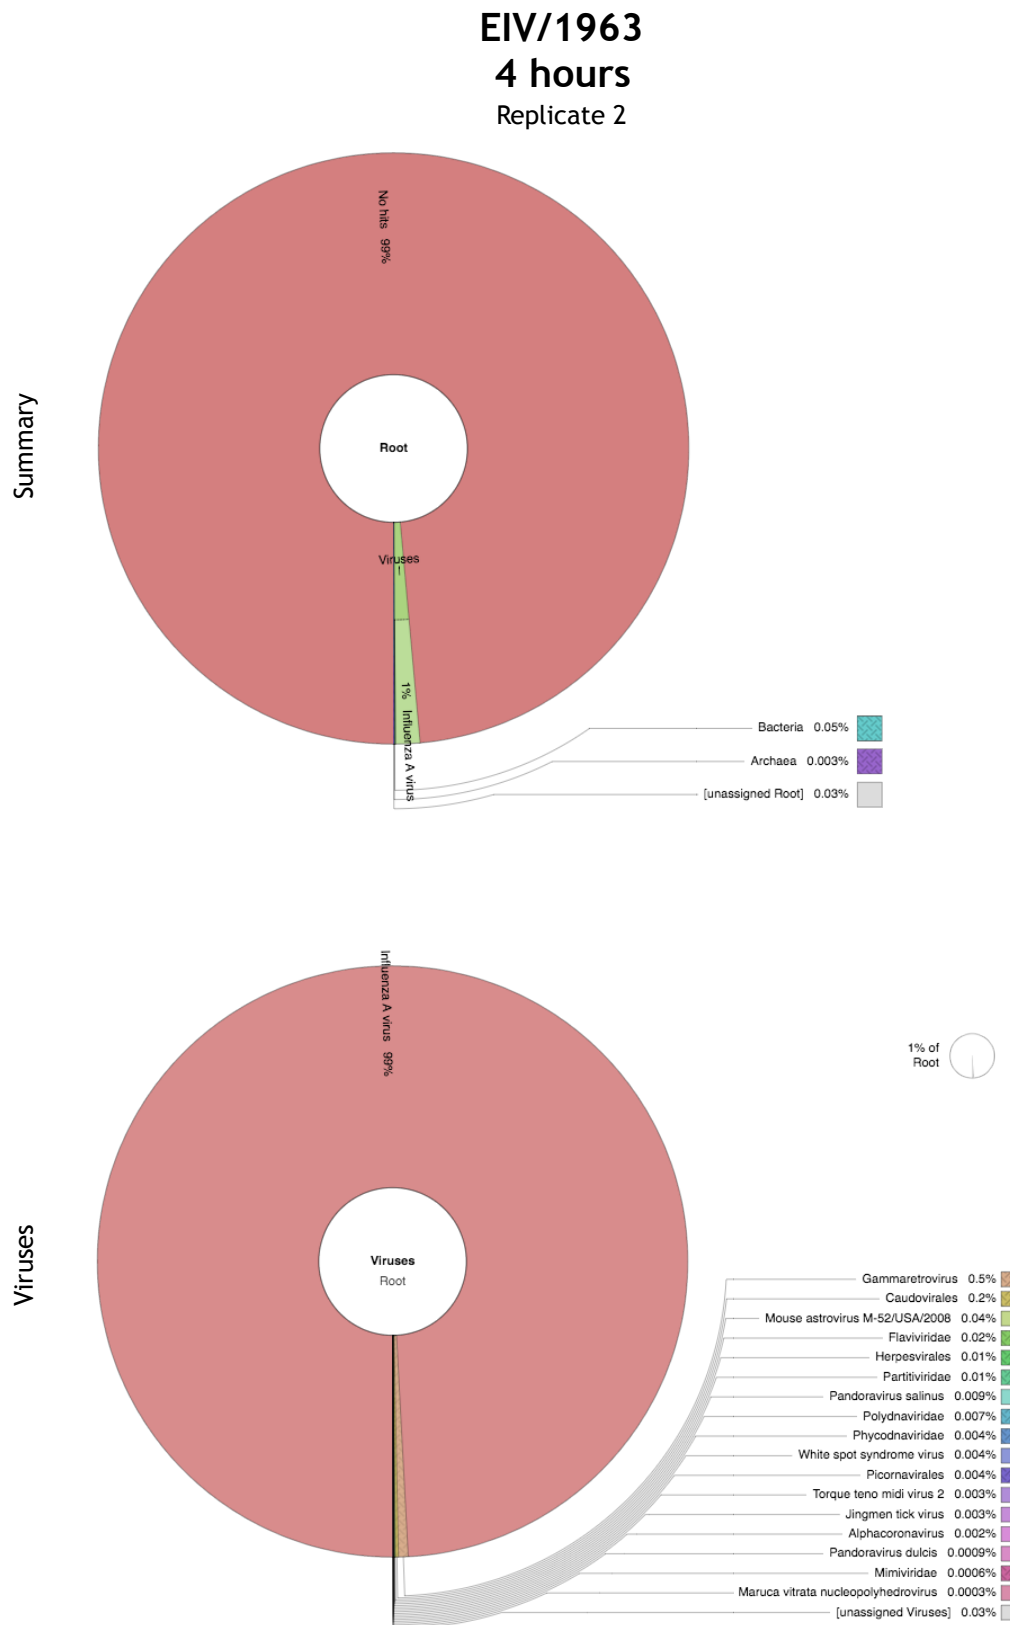 EIV/1963
4 hours
Replicate 2
Summary
No hits 99%
Root
Viruses
1% Influenza A virus
Bacteria 0.05%
Archaea 0.003%
[unassigned Root] 0.03%
Viruses
Influenza A virus 99%
1% of
Root
Viruses
Root
Gammaretrovirus 0.5%
Caudovirales 0.2%
Mouse astrovirus M-52/USA/2008 0.04%
Flaviviridae 0.02%
Herpesvirales 0.01%
Partitiviridae 0.01%
Pandoravirus salinus 0.009%
Polydnaviridae 0.007%
Phycodnaviridae 0.004%
White spot syndrome virus 0.004%
Picornavirales 0.004%
Torque teno midi virus 2 0.003%
Jingmen tick virus 0.003%
Alphacoronavirus 0.002%
Pandoravirus dulcis 0.0009%
Mimiviridae 0.0006%
Maruca vitrata nucleopolyhedrovirus 0.0003%
[unassigned Viruses] 0.03%